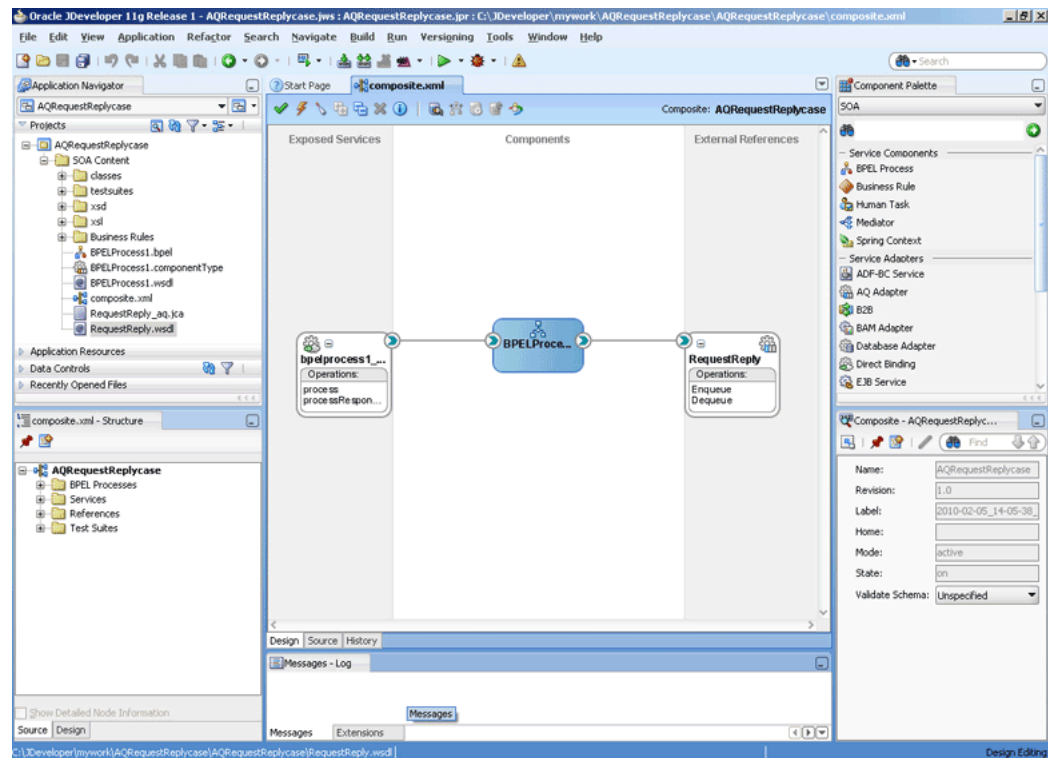 Oracle JDeveloper 11g Release 1 - AQRequestReplycase.jws : AQRequestReplycase.jpr : C:\JDeveloper\mywork\AQRequestReplycase\AQRequestReplycase\composite.xml
File Edit View Application Refactor Search Navigate Build Run Versioning Tools Window Help
Search
Application Navigator
AQRequestReplycase
Projects
AQRequestReplycase
SOA Content
classes
testsuites
xsd
xsl
Business Rules
BPELProcess1.bpel
BPELProcess1.componentType
BPELProcess1.wsdl
composite.xml
RequestReply_aq.jca
RequestReply.wsdl
Application Resources
Data Controls
Recently Opened Files
composite.xml - Structure
AQRequestReplycase
BPEL Processes
Services
References
Test Suites
Show Detailed Node Information
Source Design
Start Page composite.xml
Composite: AQRequestReplycase
Exposed Services Components External References
bpelprocess1_...
Operations:
process
processRespon...
BPELProce...
RequestReply
Operations:
Enqueue
Dequeue
Design Source History
Messages - Log
Messages
Messages Extensions
Component Palette
SOA
Service Components
BPEL Process
Business Rule
Human Task
Mediator
Spring Context
Service Adapters
ADF-BC Service
AQ Adapter
B2B
BAM Adapter
Database Adapter
Direct Binding
EJB Service
Composite - AQRequestReplyc...
Find
Name: AQRequestReplycase
Revision: 1.0
Label: 2010-02-05_14-05-38_
Home:
Mode: active
State: on
Validate Schema: Unspecified
C:\JDeveloper\mywork\AQRequestReplycase\AQRequestReplycase\RequestReply.wsdl
Design Editing